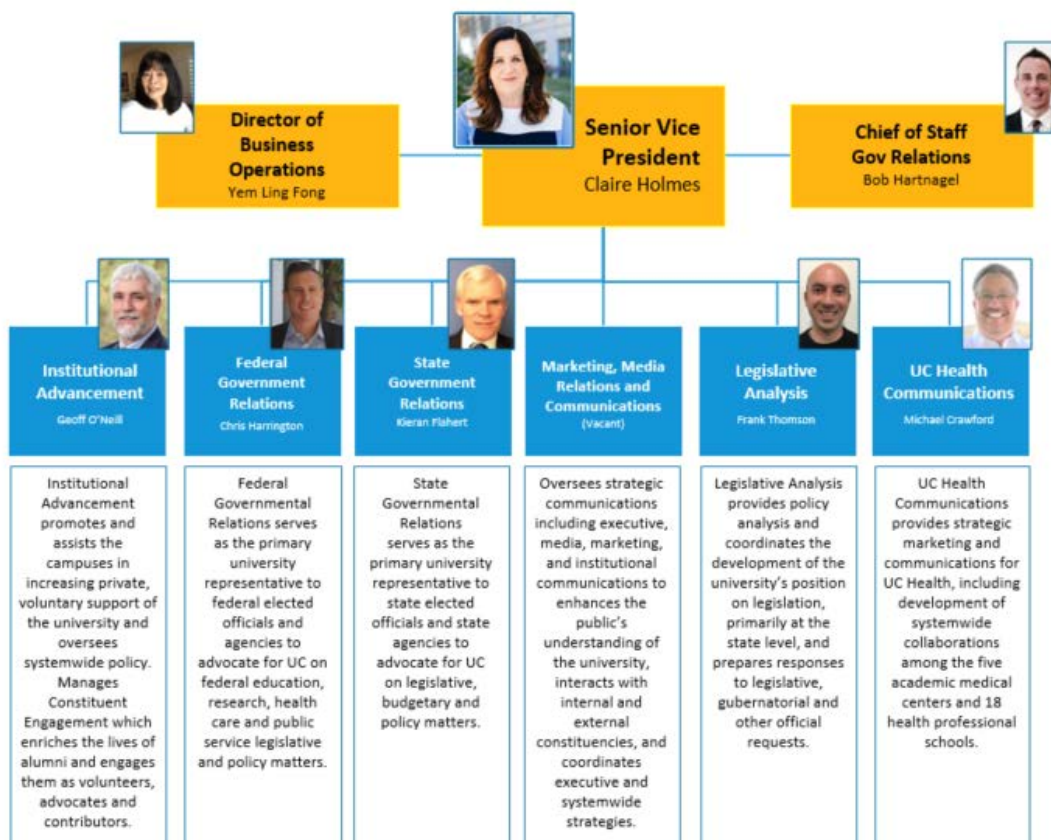 Director of
Business
Operations
Yem Ling Fong
Senior Vice
President
Claire Holmes
Chief of Staff
Gov Relations
Bob Hartnagel
Institutional
Advancement
Geoff O'Neill
Federal
Government
Relations
Chris Harrington
State
Government
Relations
Kieran Flahert
Marketing, Media
Relations and
Communications
(Vacant)
Legislative
Analysis
Frank Thomson
UC Health
Communications
Michael Crawford
Institutional
Advancement
promotes and
assists the
campuses in
increasing private,
voluntary support of
the university and
oversees
systemwide policy.
Manages
Constituent
Engagement which
enriches the lives of
alumni and engages
them as volunteers,
advocates and
contributors.
Federal
Governmental
Relations serves
as the primary
university
representative to
federal elected
officials and
agencies to
advocate for UC on
federal education,
research, health
care and public
service legislative
and policy matters.
State
Governmental
Relations
serves as the
primary university
representative to
state elected
officials and state
agencies to
advocate for UC
on legislative,
budgetary and
policy matters.
Oversees strategic
communications
including executive,
media, marketing,
and institutional
communications to
enhances the
public's
understanding of
the university,
interacts with
internal and
external
constituencies, and
coordinates
executive and
systemwide
strategies.
Legislative Analysis
provides policy
analysis and
coordinates the
development of the
university's position
on legislation,
primarily at the
state level, and
prepares responses
to legislative,
gubernatorial and
other official
requests.
UC Health
Communications
provides strategic
marketing and
communications for
UC Health, including
development of
systemwide
collaborations
among the five
academic medical
centers and 18
health professional
schools.